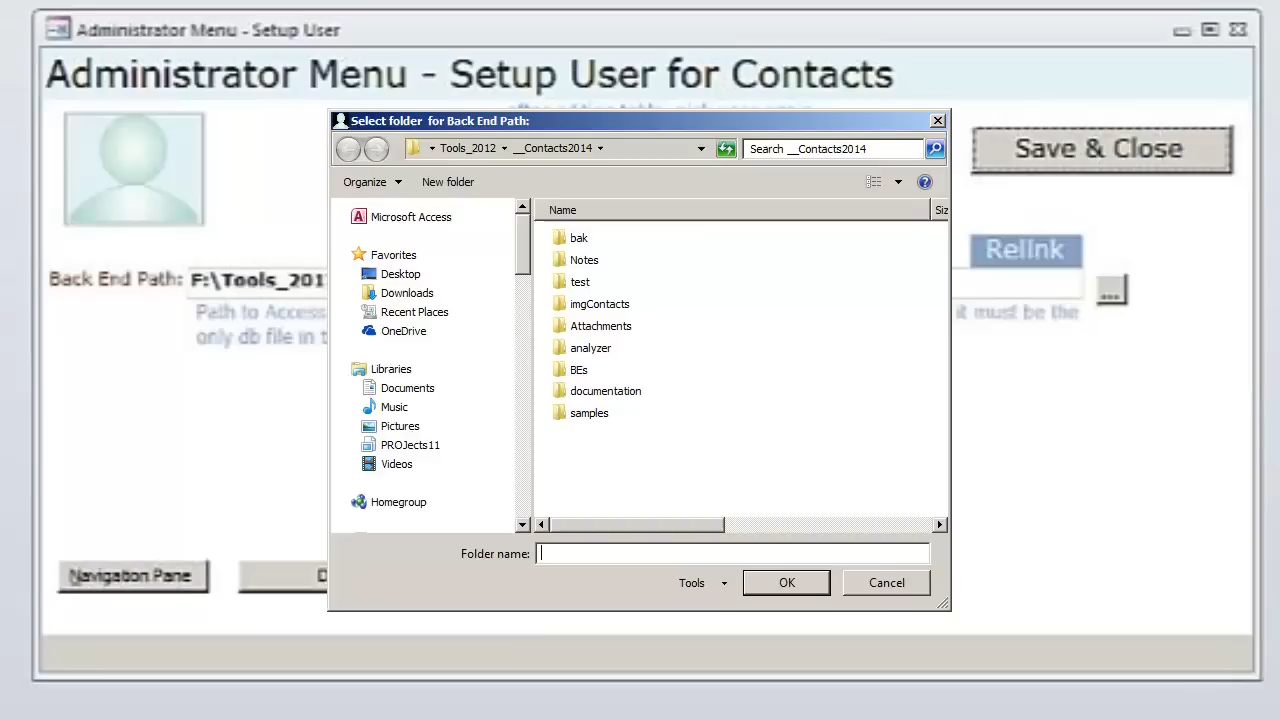 Administrator Menu - Setup User
Administrator Menu - Setup User for Contacts
Select folder for Back End Path:
Tools_2012 __Contacts2014
Search __Contacts2014
Save & Close
Organize New folder
Name Siz
Microsoft Access
Favorites
Desktop
Downloads
Recent Places
OneDrive
Libraries
Documents
Music
Pictures
PROJects11
Videos
Homegroup
bak
Notes
test
imgContacts
Attachments
analyzer
BEs
documentation
samples
Relink
Back End Path: F:\Tools_201
...
Path to Access
it must be the
only db file in t
Folder name:
Tools OK Cancel
Navigation Pane
D